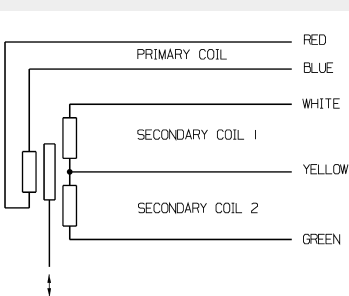 RED
PRIMARY COIL
BLUE
WHITE
SECONDARY COIL 1
YELLOW
SECONDARY COIL 2
GREEN